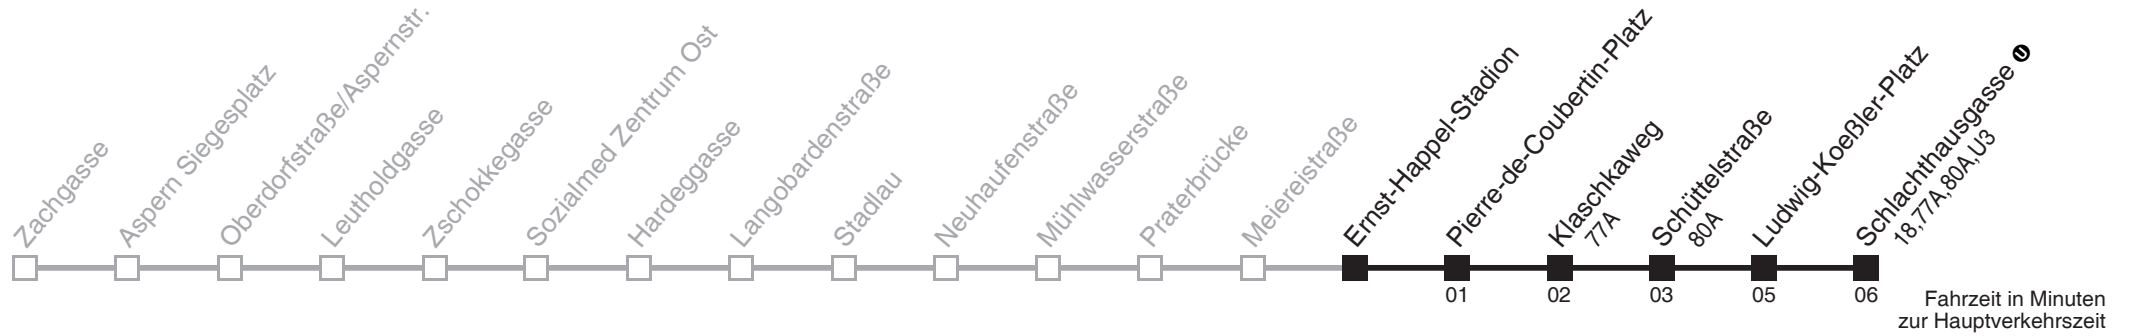 Zachgasse
Aspern Siegesplatz
Oberdorfstraße/Aspernstr.
Leutholdgasse
Zschokkegasse
Sozialmed Zentrum Ost
Hardeggasse
Langobardenstraße
Stadlau
Neuhaufenstraße
Mühlwasserstraße
Praterbrücke
Meiereistraße
Ernst-Happel-Stadion
Pierre-de-Coubertin-Platz
Klaschkaweg
77A
Schüttelstraße
80A
Ludwig-Koeßler-Platz
Schlachthausgasse U
18,77A,80A,U3
01
02
03
05
06
Fahrzeit in Minuten
zur Hauptverkehrszeit